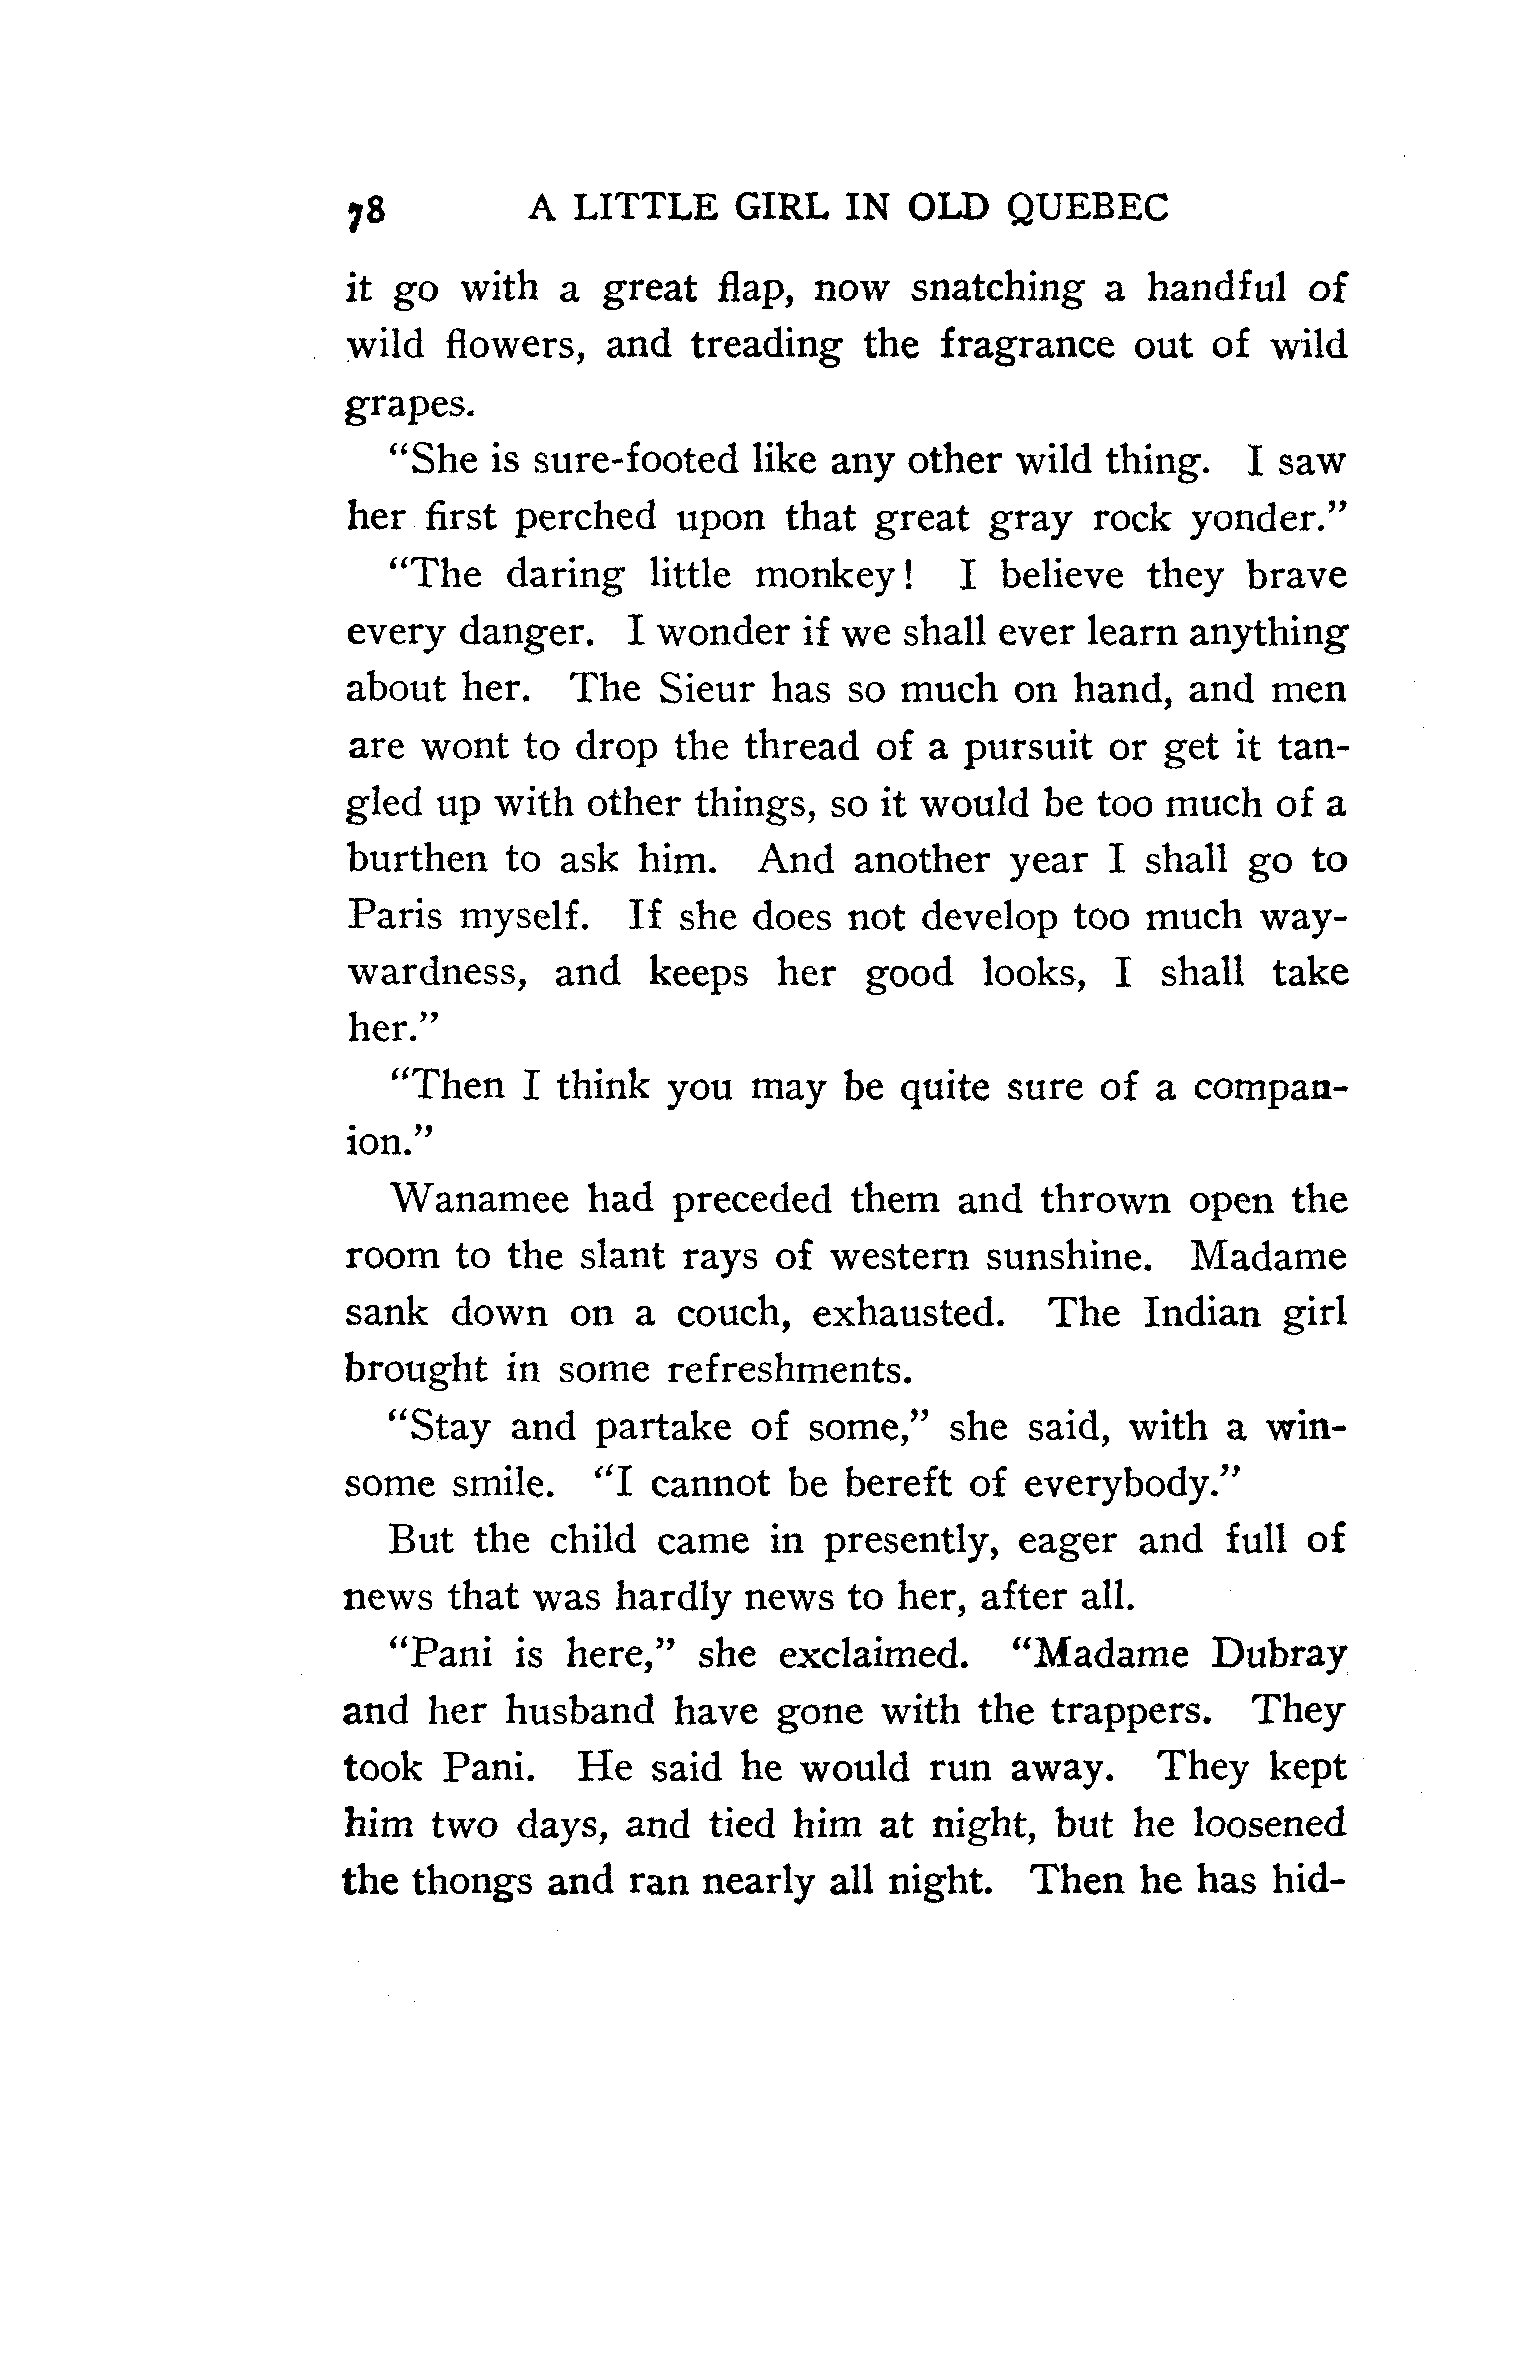 78 A LITTLE GIRL IN OLD QUEBEC
it go with a great flap, now snatching a handful of
wild flowers, and treading the fragrance out of wild
grapes.
“She is sure-footed like any other wild thing. I saw
her first perched upon that great gray rock yonder.”
“The daring little monkey! I believe they brave
every danger. I wonder if we shall ever learn anything
about her. The Sieur has so much on hand, and men
are wont to drop the thread of a pursuit or get it tan-
gled up with other things, so it would be too much of a
burthen to ask him. And another year I shall go to
Paris myself. If she does not develop too much way-
wardness, and keeps her good looks, I shall take
her.”
“Then I think you may be quite sure of a compan-
ion.”
Wanamee had preceded them and thrown open the
room to the slant rays of western sunshine. Madame
sank down on a couch, exhausted. The Indian girl
brought in some refreshments.
“Stay and partake of some,” she said, with a win-
some smile. “I cannot be bereft of everybody.”
But the child came in presently, eager and full of
news that was hardly news to her, after all.
“Pani is here,” she exclaimed. “Madame Dubray
and her husband have gone with the trappers. They
took Pani. He said he would run away. They kept
him two days, and tied him at night, but he loosened
the thongs and ran nearly all night. Then he has hid-